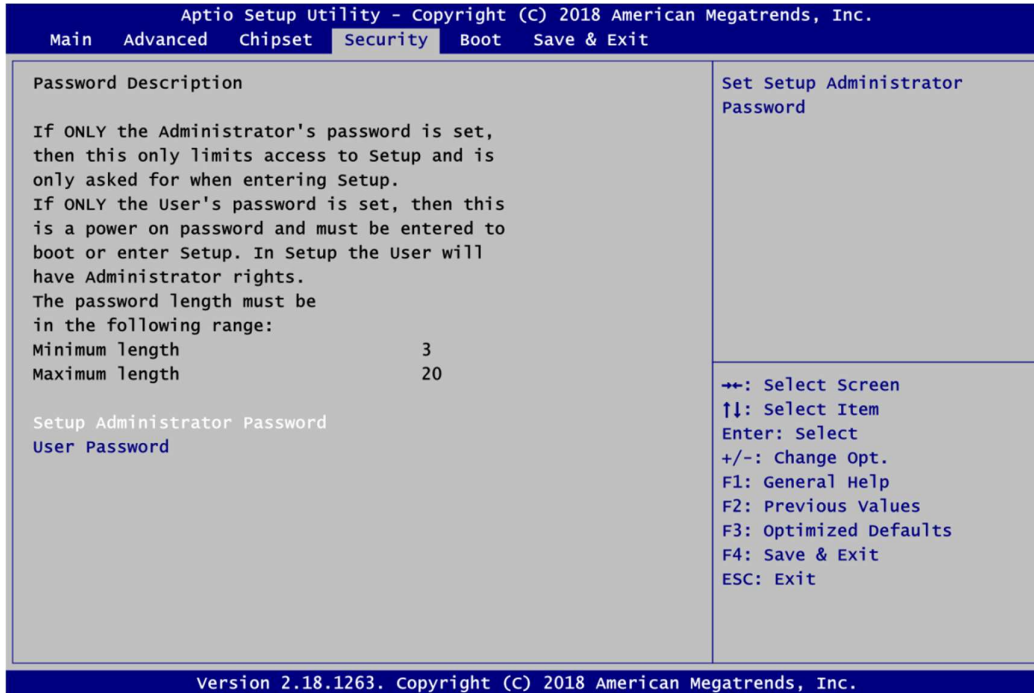 Aptio Setup Utility - Copyright (C) 2018 American Megatrends, Inc.
Main Advanced Chipset Security Boot Save & Exit
Password Description
If ONLY the Administrator's password is set,
then this only limits access to Setup and is
only asked for when entering Setup.
If ONLY the User's password is set, then this
is a power on password and must be entered to
boot or enter Setup. In Setup the User will
have Administrator rights.
The password length must be
in the following range:
Minimum length 3
Maximum length 20
Setup Administrator Password
User Password
Set Setup Administrator
Password
→←: Select Screen
↑↓: Select Item
Enter: Select
+/-: Change Opt.
F1: General Help
F2: Previous Values
F3: Optimized Defaults
F4: Save & Exit
ESC: Exit
Version 2.18.1263. Copyright (C) 2018 American Megatrends, Inc.